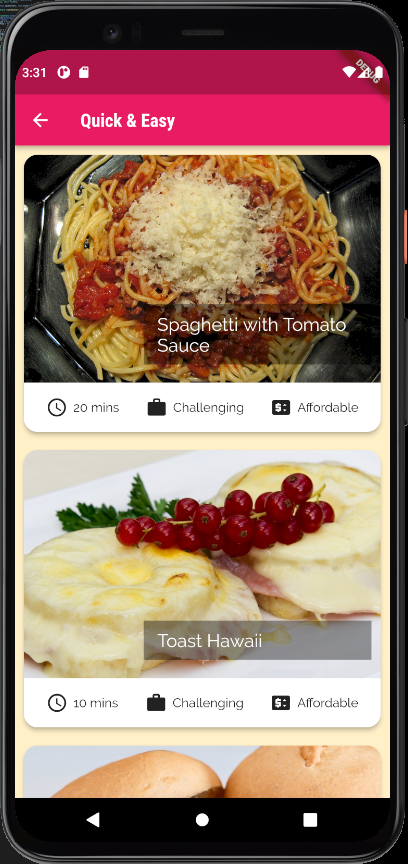 3:31
DEBUG
Quick & Easy
Spaghetti with Tomato
Sauce
20 mins Challenging Affordable
Toast Hawaii
10 mins Challenging Affordable